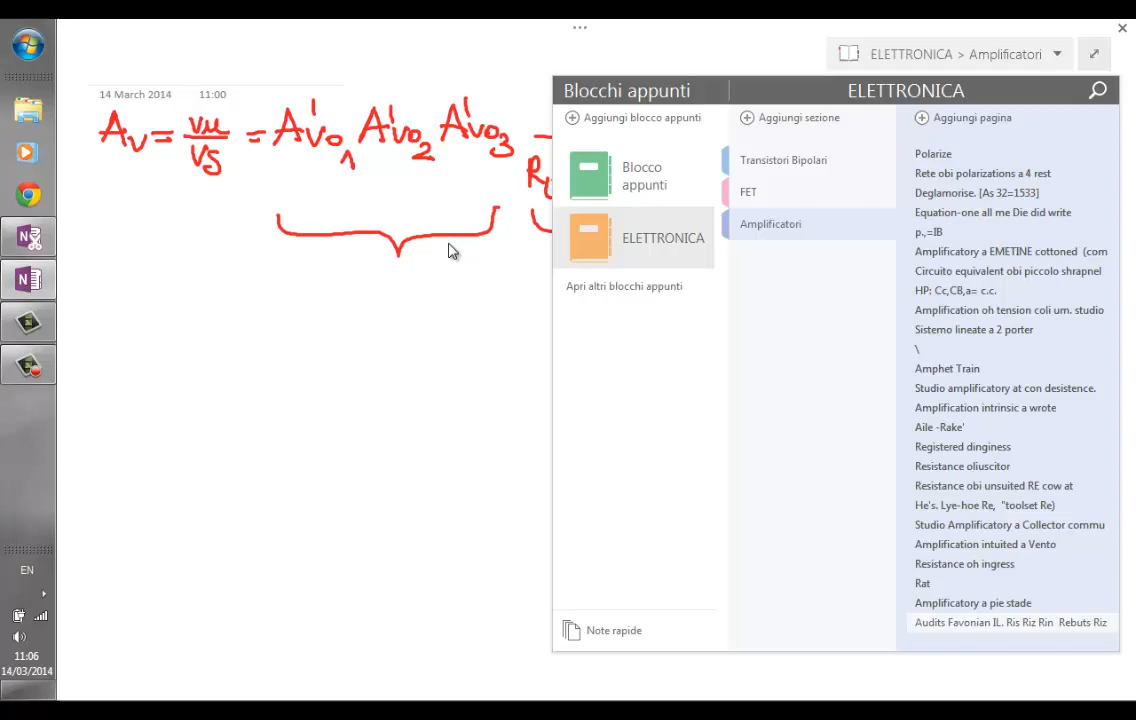 ELETTRONICA > Amplificatori
14 March 2014 11:00
Av = vu/vs = A'vo1 A'vo2 A'vo3
Blocchi appunti
ELETTRONICA
Aggiungi blocco appunti
Aggiungi sezione
Aggiungi pagina
Blocco appunti
ELETTRONICA
Apri altri blocchi appunti
Note rapide
Transistori Bipolari
FET
Amplificatori
Polarize
Rete obi polarizations a 4 rest
Deglamorise. [As 32=1533]
Equation-one all me Die did write
p.,=IB
Amplificatory a EMETINE cottoned (com
Circuito equivalent obi piccolo shrapnel
HP: Cc,CB,a= c.c.
Amplification oh tension coli um. studio
Sistemo lineate a 2 porter
\
Amphet Train
Studio amplificatory at con desistence.
Amplification intrinsic a wrote
Aile -Rake'
Registered dinginess
Resistance oliuscitor
Resistance obi unsuited RE cow at
He's. Lye-hoe Re, "toolset Re)
Studio Amplificatory a Collector commu
Amplification intuited a Vento
Resistance oh ingress
Rat
Amplificatory a pie stade
Audits Favonian IL. Ris Riz Rin Rebuts Riz
EN
11:06
14/03/2014